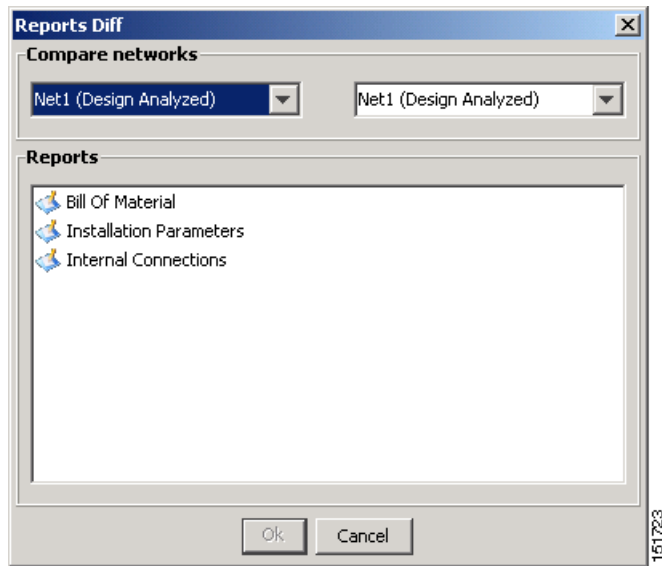 Reports Diff
Compare networks
Net1 (Design Analyzed) Net1 (Design Analyzed)
Reports
Bill Of Material
Installation Parameters
Internal Connections
Ok Cancel
151723